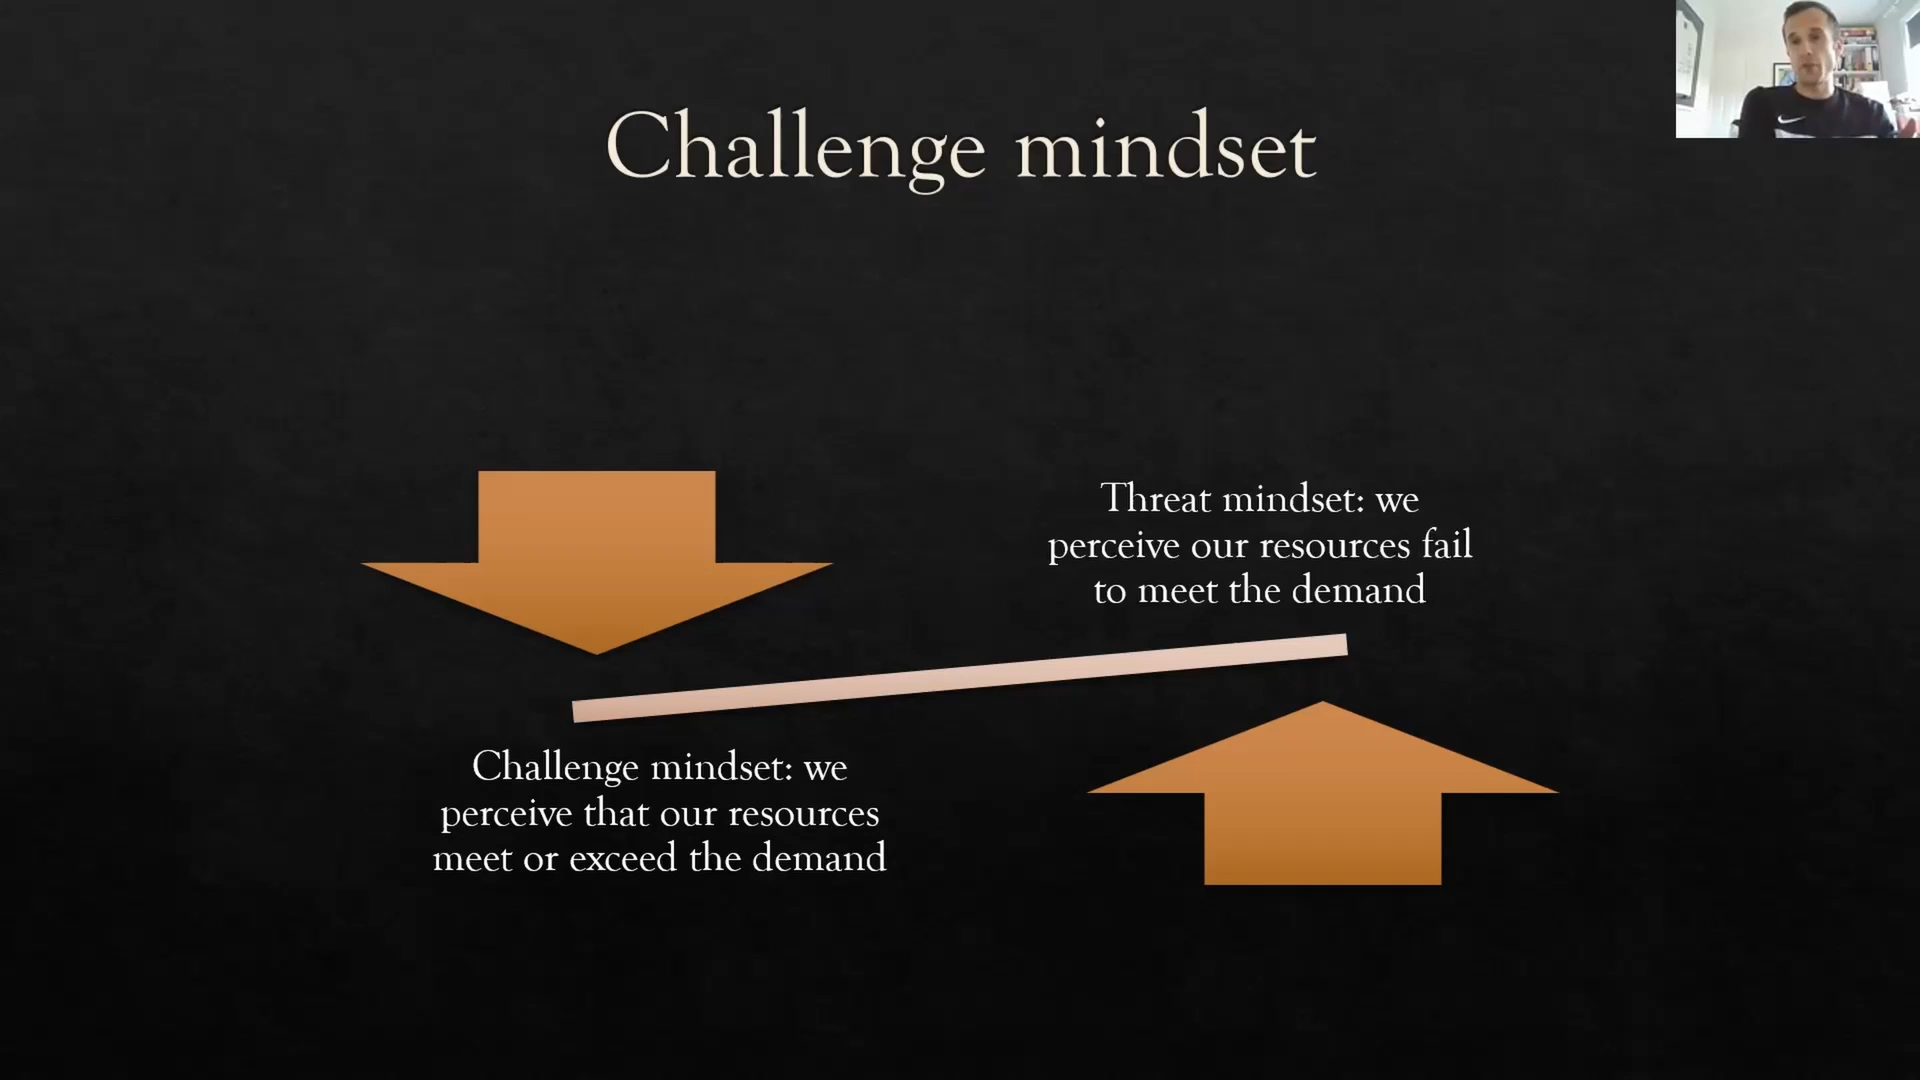 Challenge mindset
Threat mindset: we
perceive our resources fail
to meet the demand
Challenge mindset: we
perceive that our resources
meet or exceed the demand